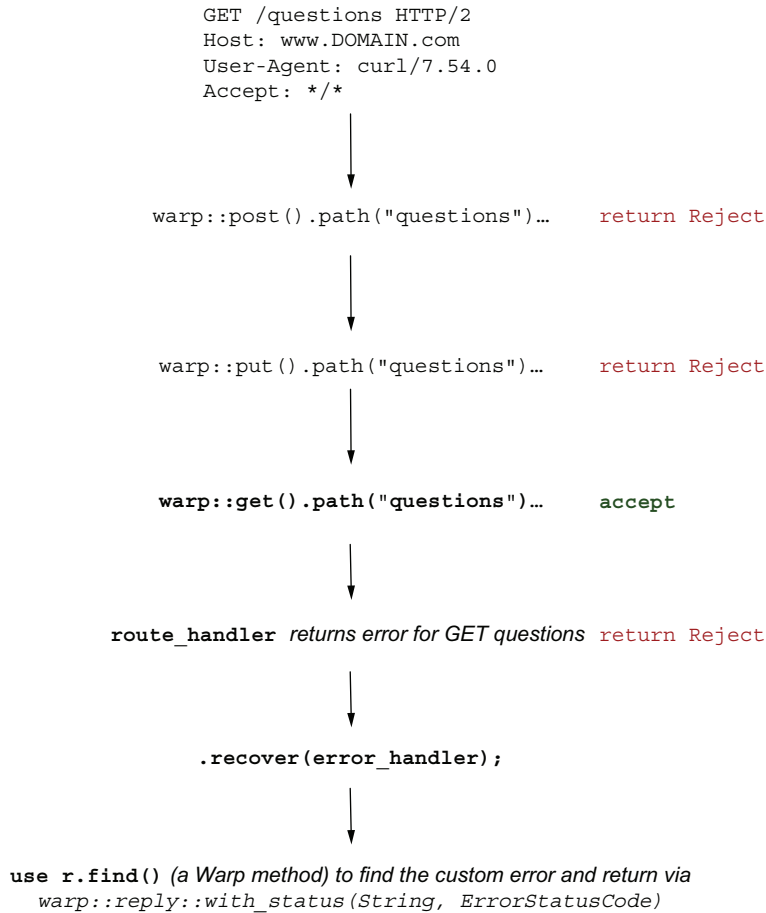 GET /questions HTTP/2
Host: www.DOMAIN.com
User-Agent: curl/7.54.0
Accept: */*
warp::post().path("questions")… return Reject
warp::put().path("questions")… return Reject
warp::get().path("questions")… accept
route_handler returns error for GET questions return Reject
.recover(error_handler);
use r.find() (a Warp method) to find the custom error and return via
warp::reply::with_status(String, ErrorStatusCode)